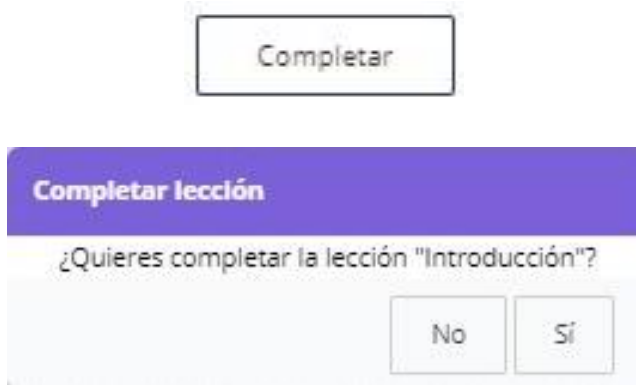 Completar
Completar lección
¿Quieres completar la lección "Introducción"?
No Sí